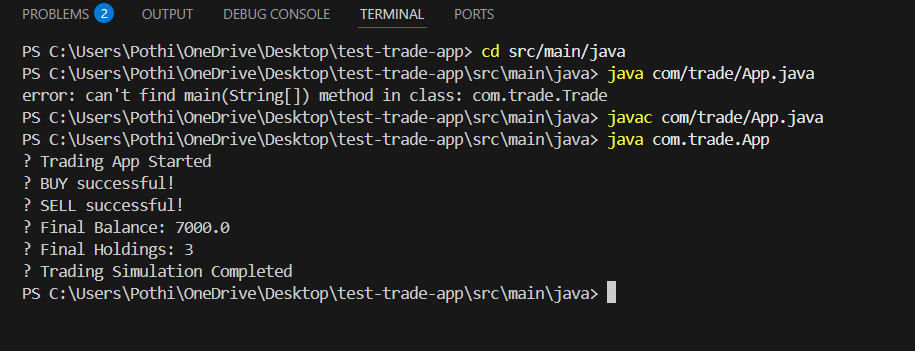 PROBLEMS 2 OUTPUT DEBUG CONSOLE TERMINAL PORTS
PS C:\Users\Pothi\OneDrive\Desktop\test-trade-app> cd src/main/java
PS C:\Users\Pothi\OneDrive\Desktop\test-trade-app\src\main\java> java com/trade/App.java
error: can't find main(String[]) method in class: com.trade.Trade
PS C:\Users\Pothi\OneDrive\Desktop\test-trade-app\src\main\java> javac com/trade/App.java
PS C:\Users\Pothi\OneDrive\Desktop\test-trade-app\src\main\java> java com.trade.App
? Trading App Started
? BUY successful!
? SELL successful!
? Final Balance: 7000.0
? Final Holdings: 3
? Trading Simulation Completed
PS C:\Users\Pothi\OneDrive\Desktop\test-trade-app\src\main\java>